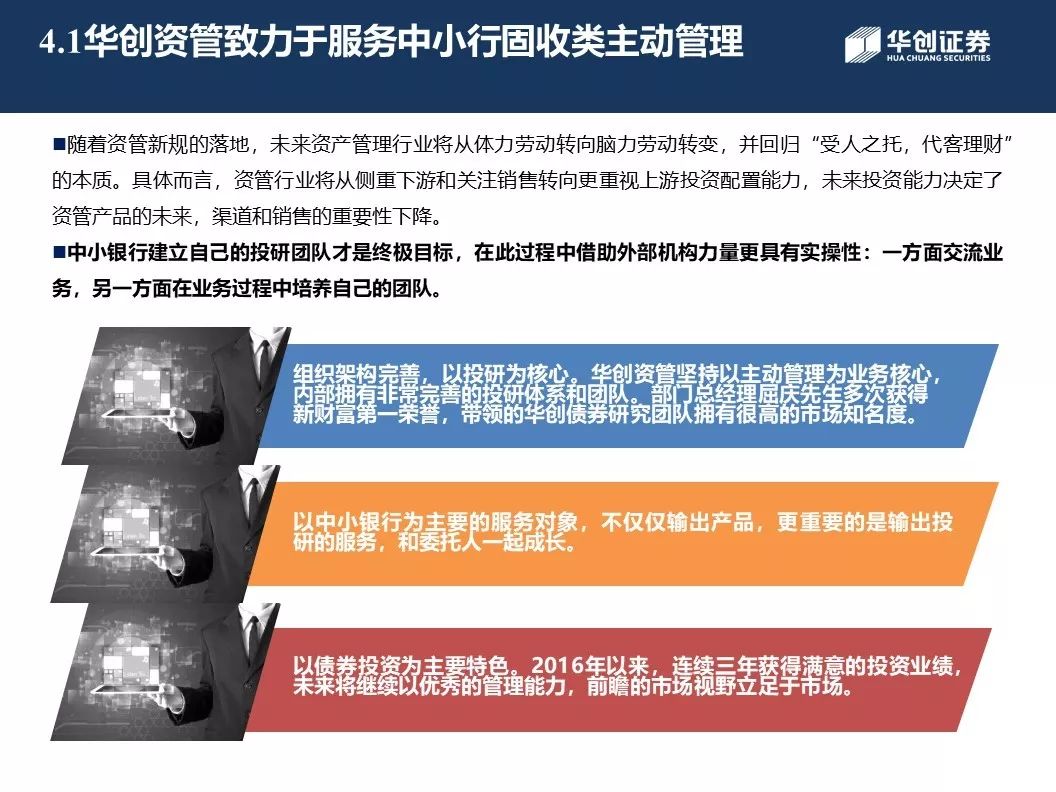 4.1华创资管致力于服务中小行固收类主动管理
华创证券
HUA CHUANG SECURITIES
■随着资管新规的落地，未来资产管理行业将从体力劳动转向脑力劳动转变，并回归“受人之托，代客理财”
的本质。具体而言，资管行业将从侧重下游和关注销售转向更重视上游投资配置能力，未来投资能力决定了
资管产品的未来，渠道和销售的重要性下降。
■中小银行建立自己的投研团队才是终极目标，在此过程中借助外部机构力量更具有实操性：一方面交流业
务，另一方面在业务过程中培养自己的团队。
组织架构完善，以投研为核心。华创资管坚持以主动管理为业务核心，
内部拥有非常完善的投研体系和团队。部门总经理屈庆先生多次获得
新财富第一荣誉，带领的华创债券研究团队拥有很高的市场知名度。
以中小银行为主要的服务对象，不仅仅输出产品，更重要的是输出投
研的服务，和委托人一起成长。
以债券投资为主要特色。2016年以来，连续三年获得满意的投资业绩，
未来将继续以优秀的管理能力，前瞻的市场视野立足于市场。